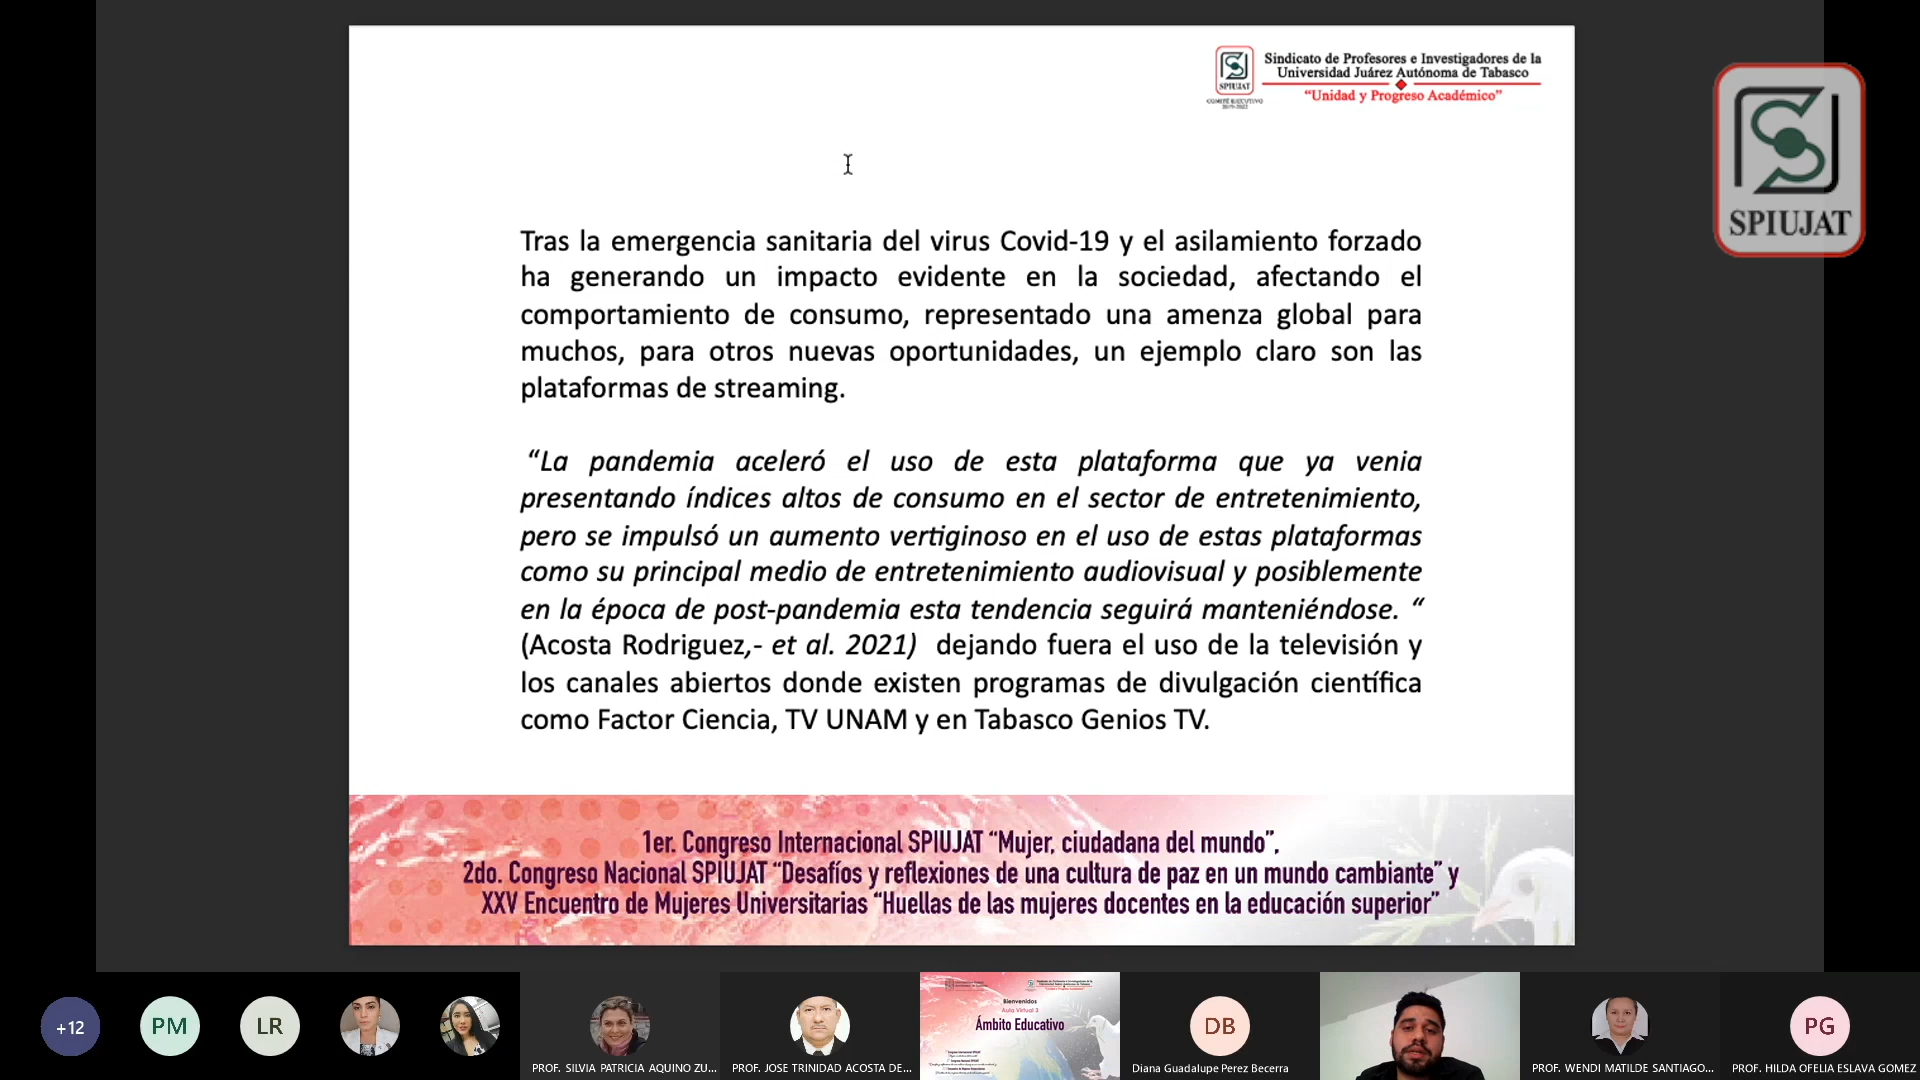 Sindicato de Profesores e Investigadores de la
Universidad Juárez Autónoma de Tabasco
“Unidad y Progreso Académico”
SPIUJAT
COMITÉ EJECUTIVO
2019-2022
SPIUJAT
Tras la emergencia sanitaria del virus Covid-19 y el asilamiento forzado
ha generando un impacto evidente en la sociedad, afectando el
comportamiento de consumo, representado una amenza global para
muchos, para otros nuevas oportunidades, un ejemplo claro son las
plataformas de streaming.
“La pandemia aceleró el uso de esta plataforma que ya venia
presentando índices altos de consumo en el sector de entretenimiento,
pero se impulsó un aumento vertiginoso en el uso de estas plataformas
como su principal medio de entretenimiento audiovisual y posiblemente
en la época de post-pandemia esta tendencia seguirá manteniéndose. “
(Acosta Rodriguez,- et al. 2021) dejando fuera el uso de la televisión y
los canales abiertos donde existen programas de divulgación científica
como Factor Ciencia, TV UNAM y en Tabasco Genios TV.
1er. Congreso Internacional SPIUJAT “Mujer, ciudadana del mundo”,
2do. Congreso Nacional SPIUJAT “Desafíos y reflexiones de una cultura de paz en un mundo cambiante” y
XXV Encuentro de Mujeres Universitarias “Huellas de las mujeres docentes en la educación superior”
+12
PM
LR
PROF. SILVIA PATRICIA AQUINO ZU...
PROF. JOSE TRINIDAD ACOSTA DE...
Bienvenidos
Aula Virtual 3
Ámbito Educativo
DB
Diana Guadalupe Perez Becerra
PROF. WENDI MATILDE SANTIAGO...
PG
PROF. HILDA OFELIA ESLAVA GOMEZ